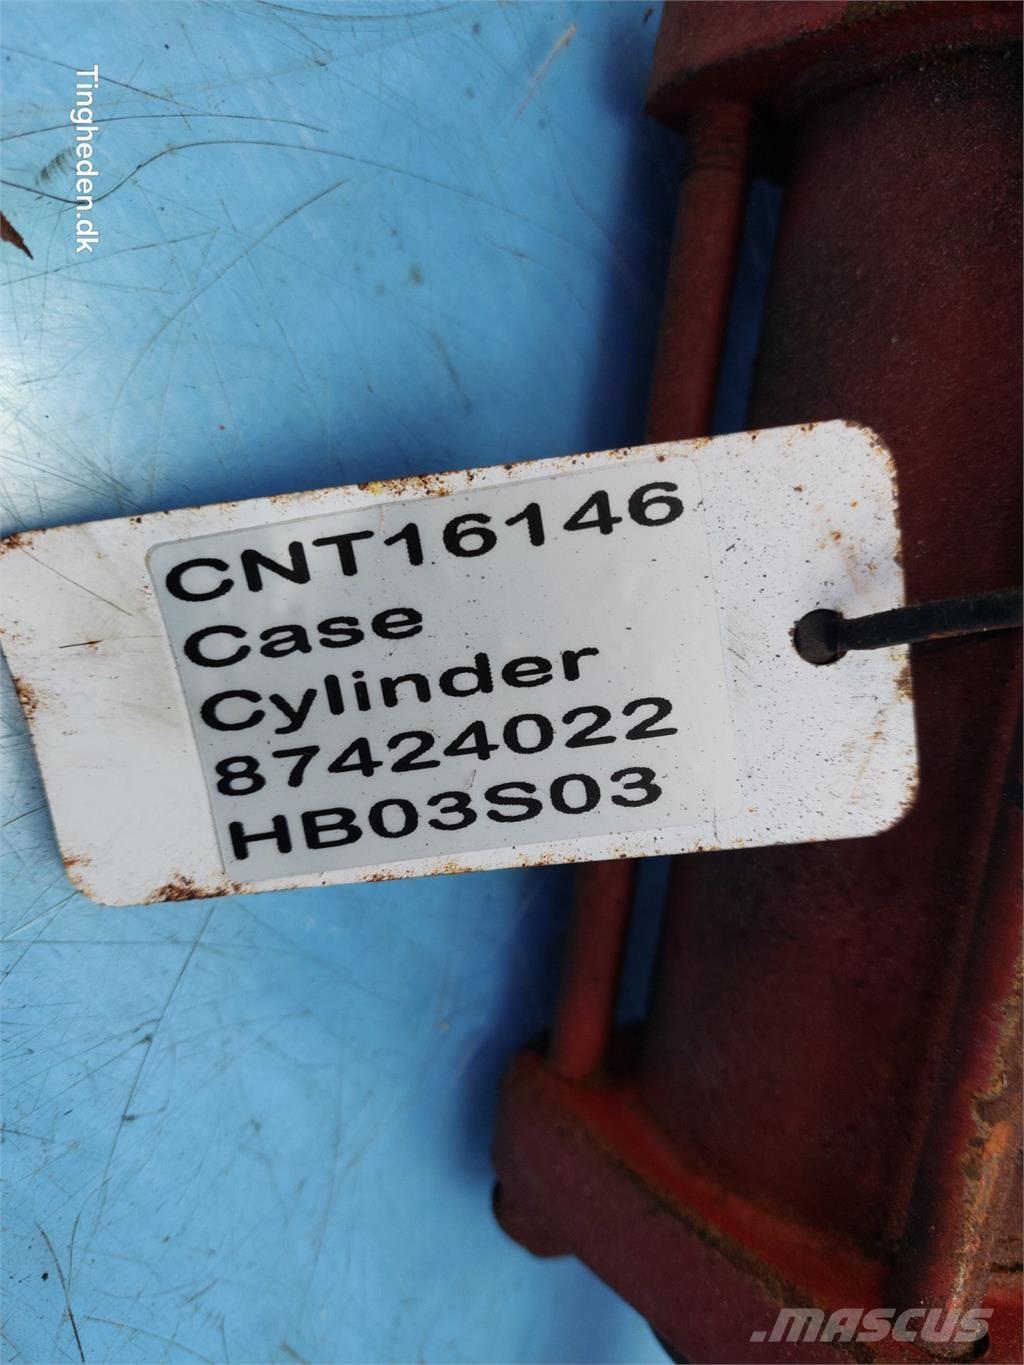 Tingheden.dk
CNT16146
Case
Cylinder
87424022
HB03S03
.MASCUS